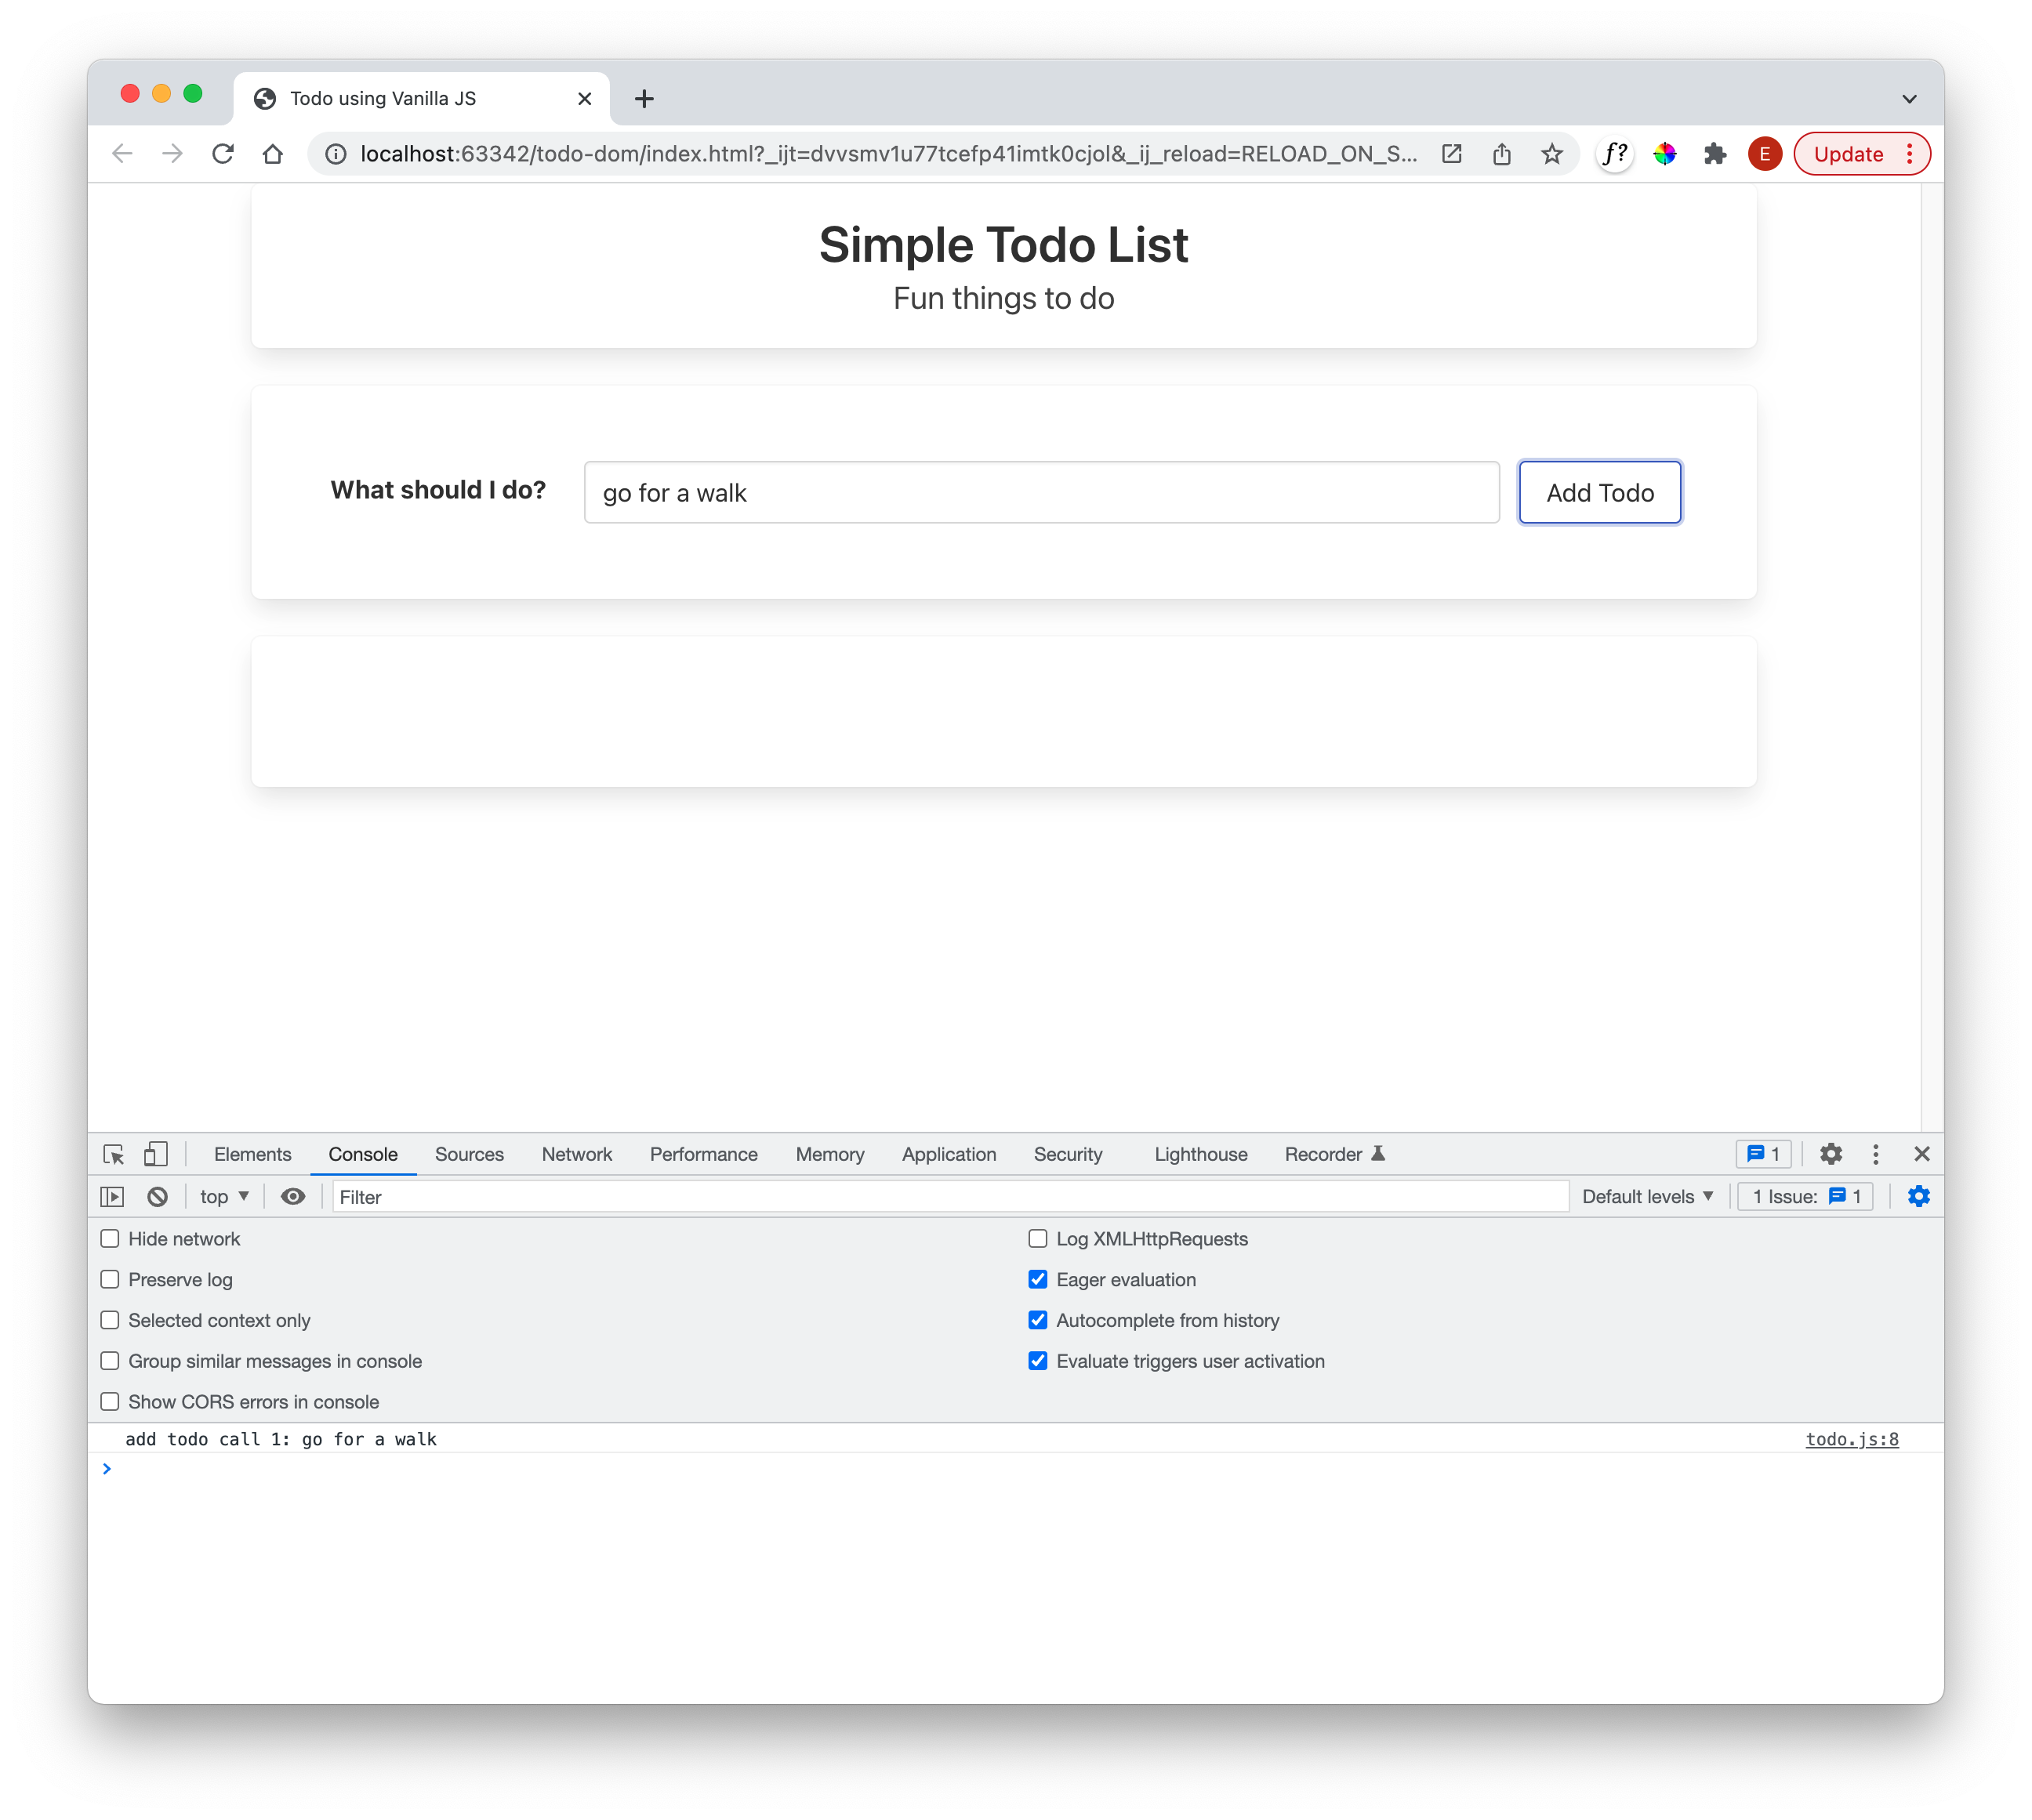 Todo using Vanilla JS
localhost:63342/todo-dom/index.html?_ijt=dvvsmv1u77tcefp41imtk0cjol&_ij_reload=RELOAD_ON_S... f? E Update
Simple Todo List
Fun things to do
What should I do? go for a walk Add Todo
Elements Console Sources Network Performance Memory Application Security Lighthouse Recorder 1
top Filter Default levels 1 Issue: 1
Hide network Log XMLHttpRequests
Preserve log Eager evaluation
Selected context only Autocomplete from history
Group similar messages in console Evaluate triggers user activation
Show CORS errors in console
add todo call 1: go for a walk todo.js:8